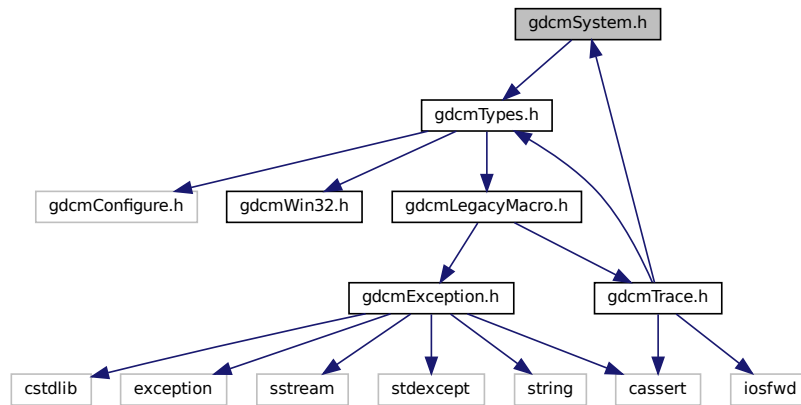 gdcmSystem.h
gdcmTypes.h
gdcmConfigure.h
gdcmWin32.h
gdcmLegacyMacro.h
gdcmException.h
gdcmTrace.h
cstdlib
exception
sstream
stdexcept
string
cassert
iosfwd